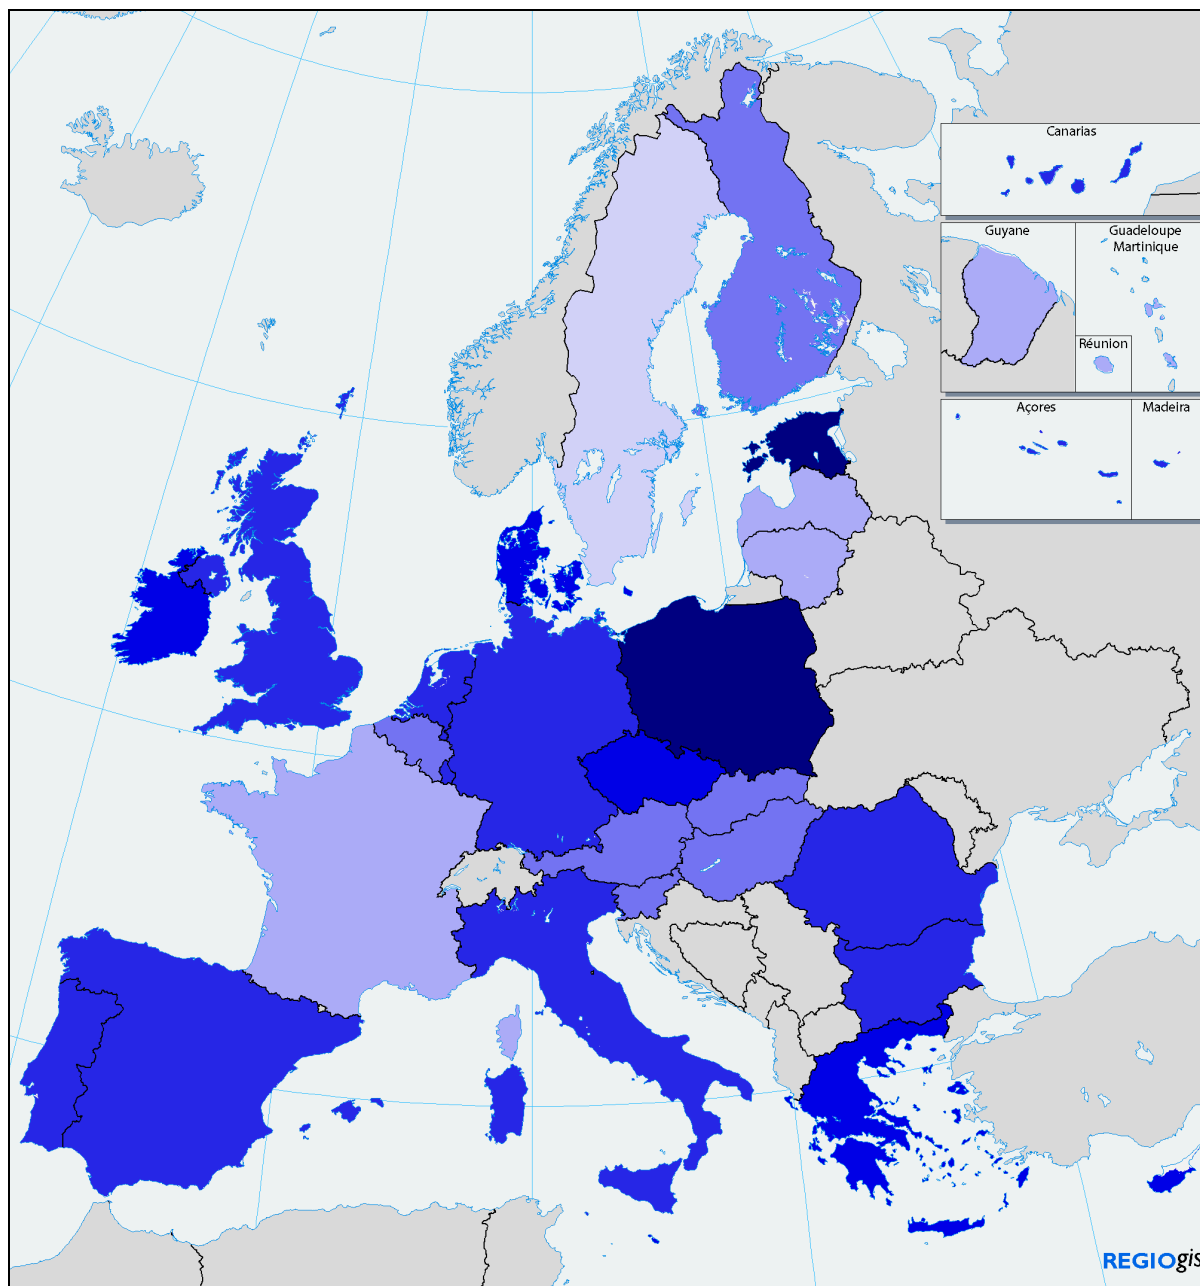 Canarias
Guyane
Guadeloupe
Martinique
Réunion
Açores
Madeira
REGIOgis